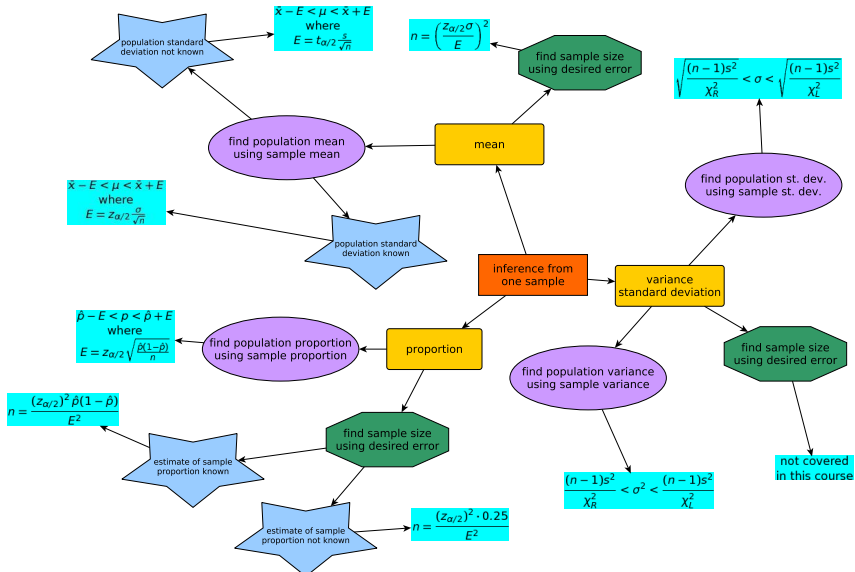 x̄ − E < μ < x̄ + E
where
E = t_{α/2} s/√n
population standard
deviation not known
n = (z_{α/2}σ / E)²
find sample size
using desired error
√((n−1)s² / χ²_R) < σ < √((n−1)s² / χ²_L)
find population mean
using sample mean
mean
find population st. dev.
using sample st. dev.
x̄ − E < μ < x̄ + E
where
E = z_{α/2} σ/√n
population standard
deviation known
inference from
one sample
variance
standard deviation
p̂ − E < p < p̂ + E
where
E = z_{α/2} √(p̂(1−p̂)/n)
find population proportion
using sample proportion
proportion
find sample size
using desired error
find population variance
using sample variance
n = (z_{α/2})² p̂(1 − p̂) / E²
find sample size
using desired error
estimate of sample
proportion known
not covered
in this course
(n−1)s² / χ²_R < σ² < (n−1)s² / χ²_L
estimate of sample
proportion not known
n = (z_{α/2})² · 0.25 / E²